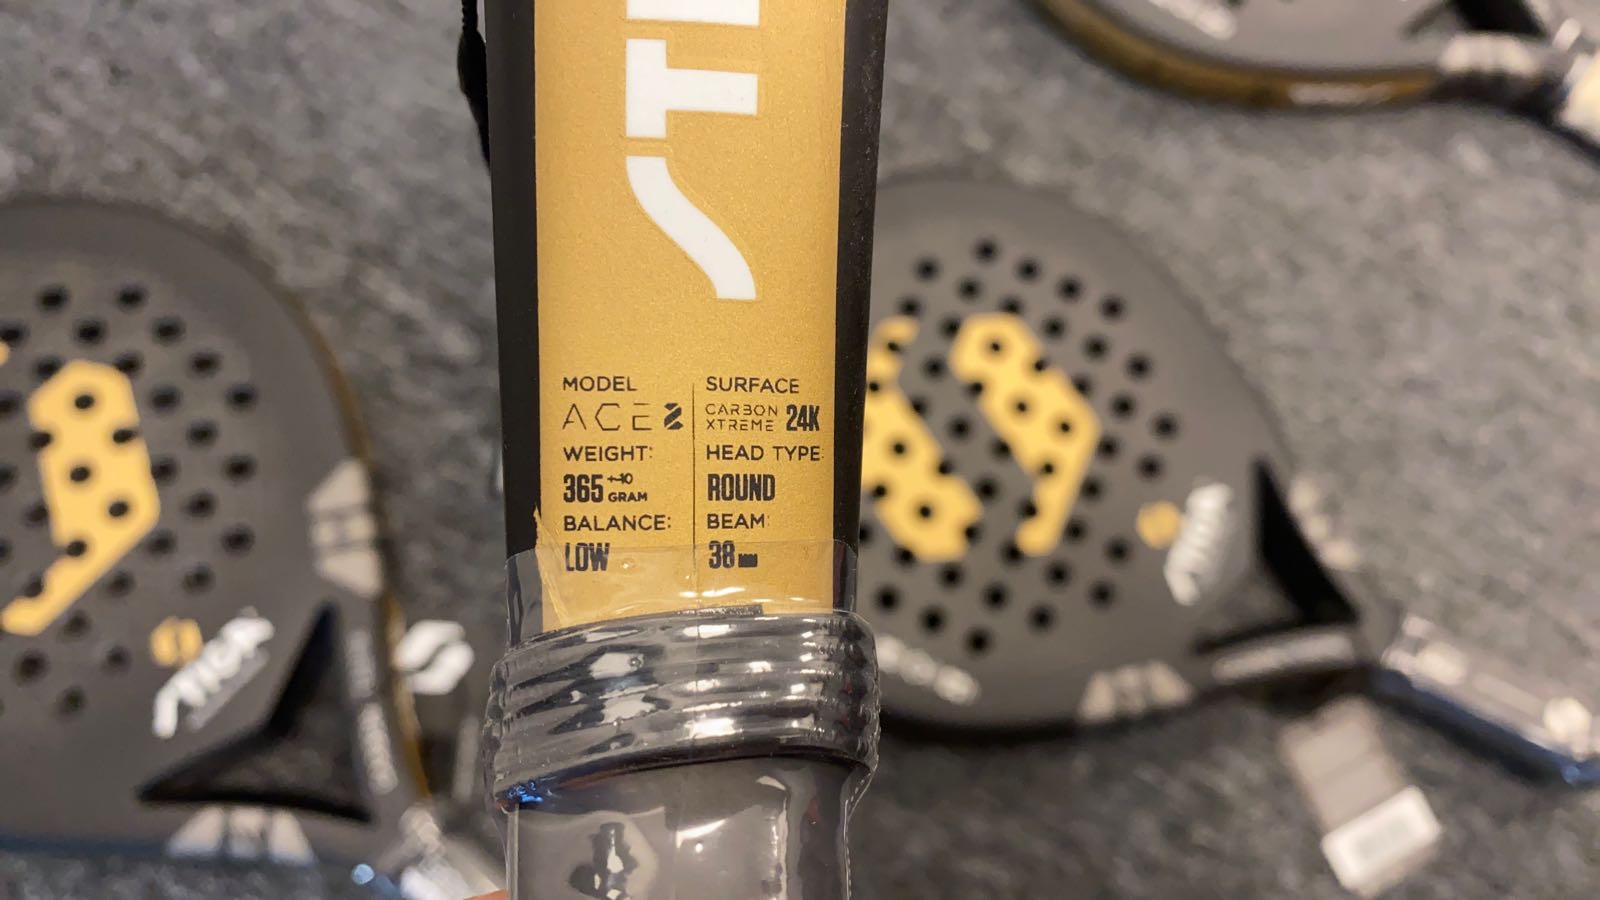 MODEL
ACE 2
WEIGHT:
365 +-10 GRAM
BALANCE:
LOW
SURFACE
CARBON XTREME 24K
HEAD TYPE:
ROUND
BEAM:
38 mm